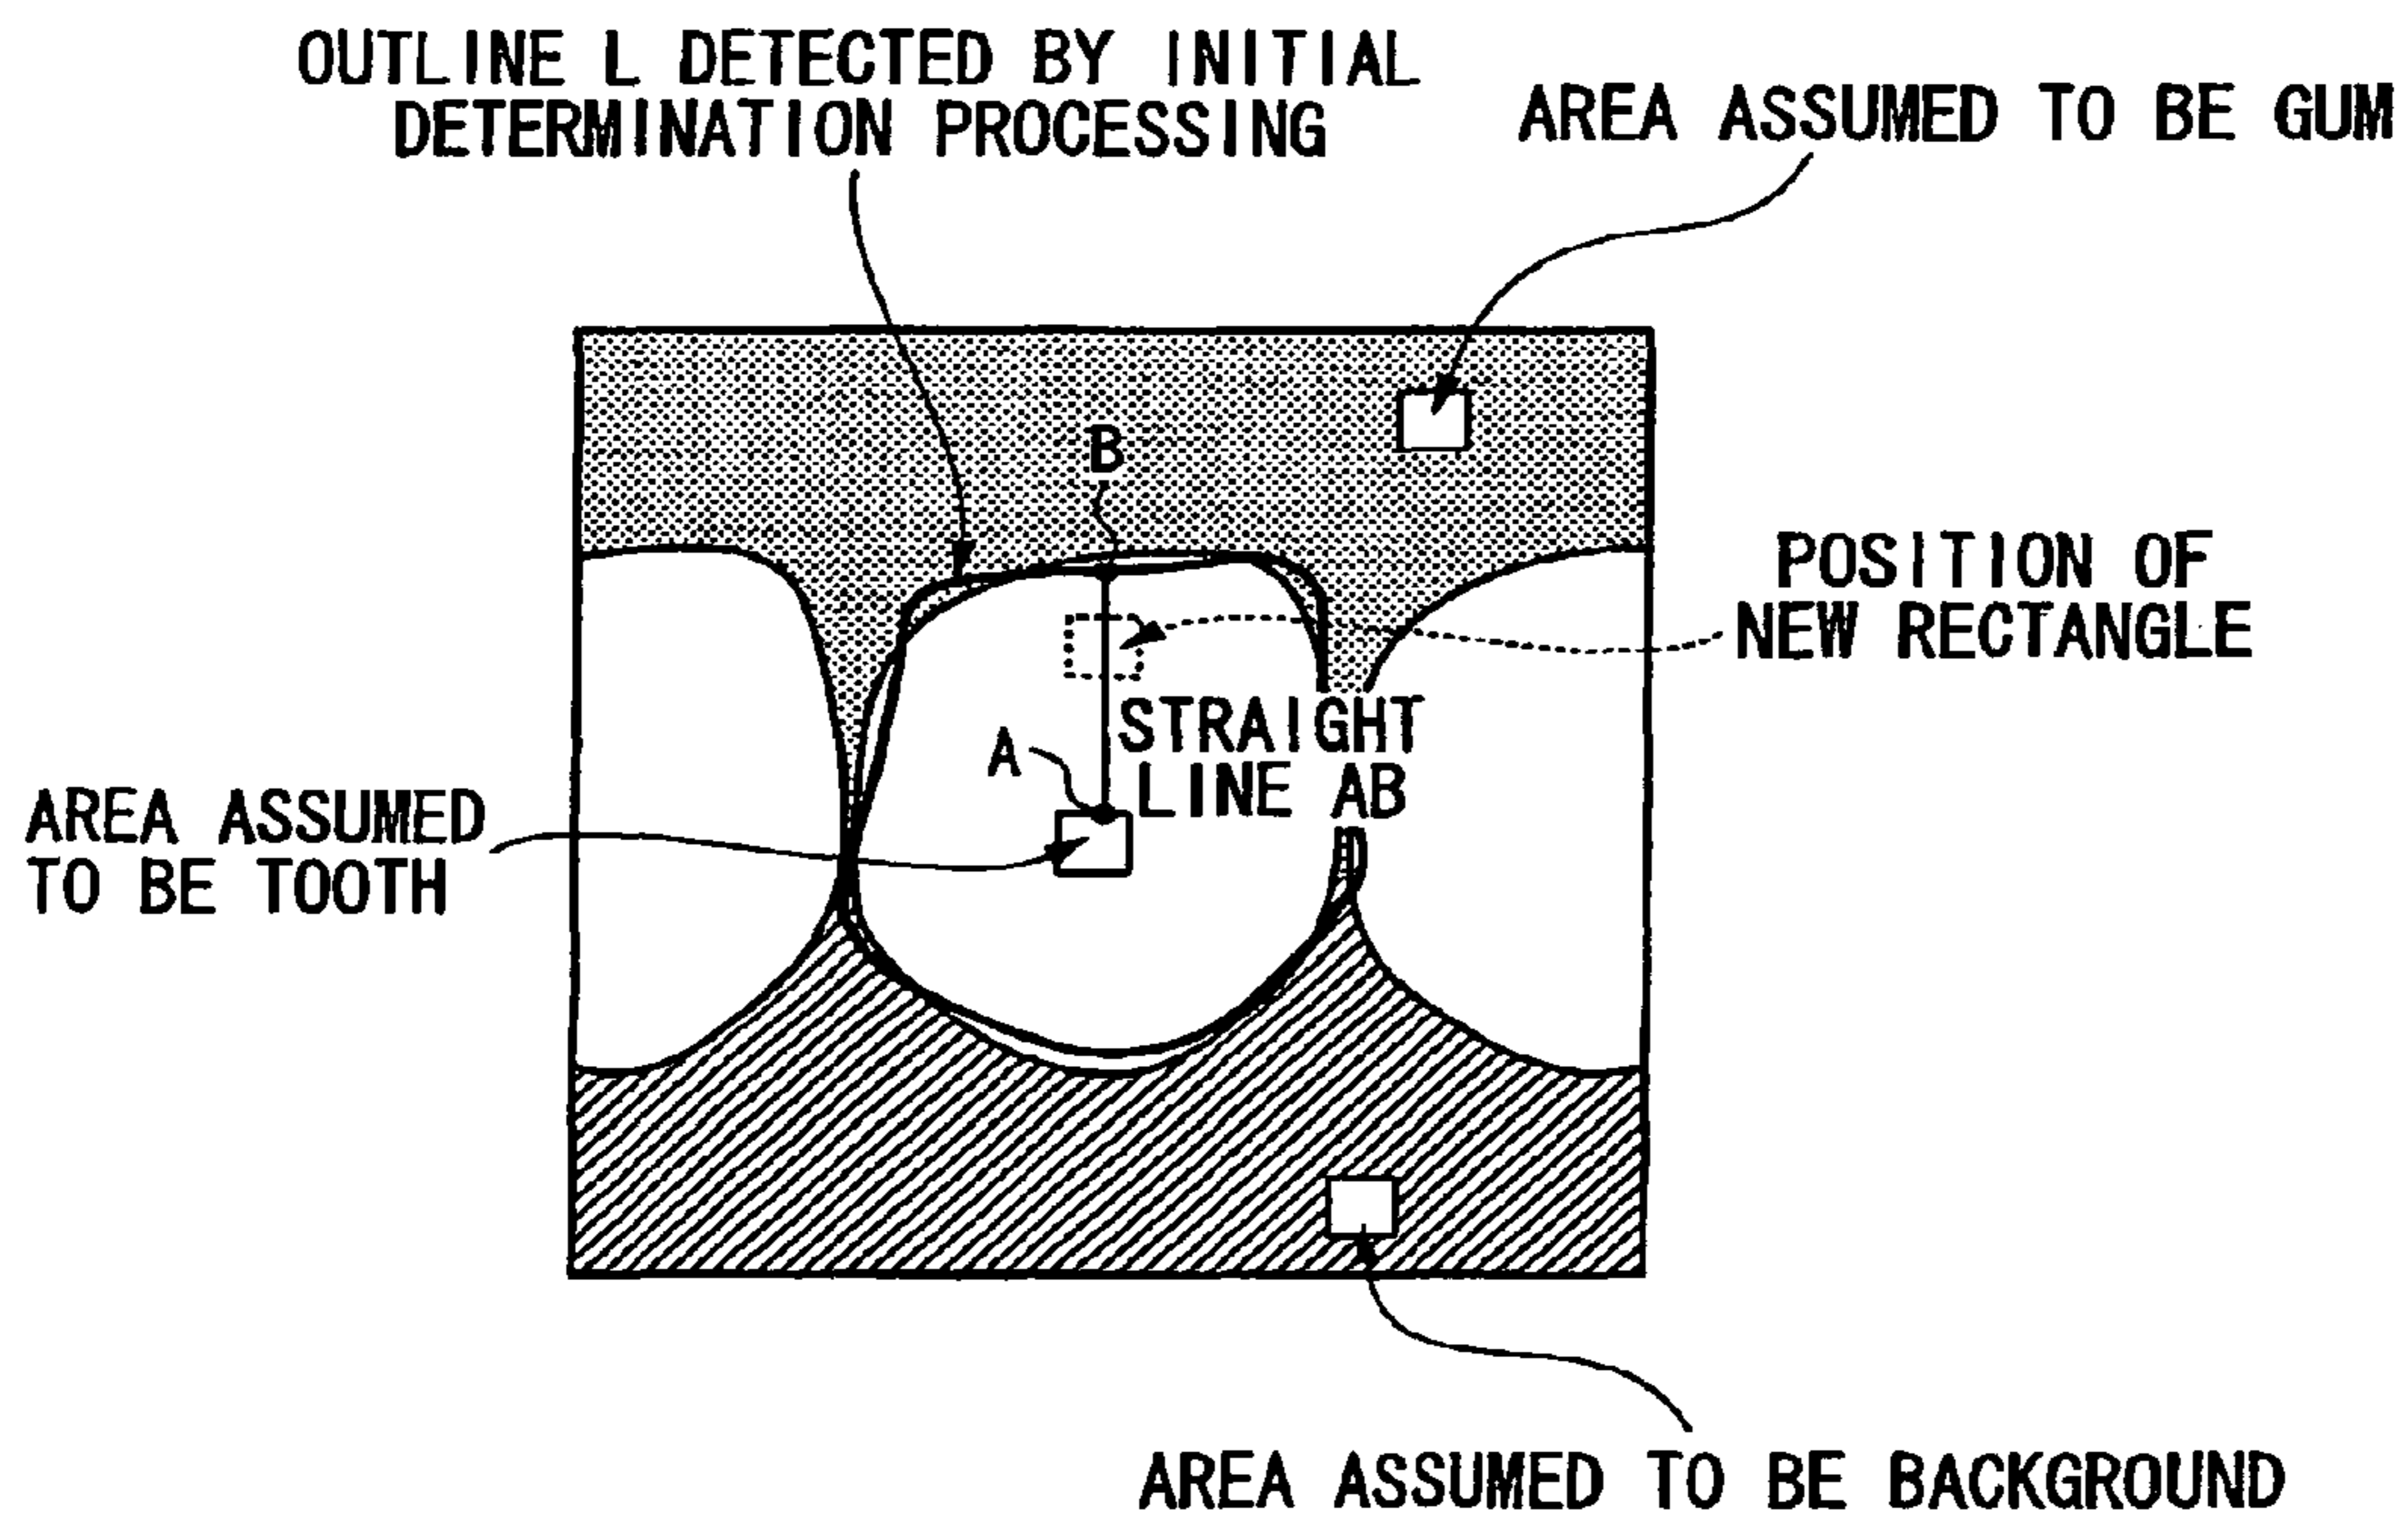 OUTLINE L DETECTED BY INITIAL
DETERMINATION PROCESSING
AREA ASSUMED TO BE GUM
B
POSITION OF
NEW RECTANGLE
STRAIGHT
LINE AB
A
AREA ASSUMED
TO BE TOOTH
AREA ASSUMED TO BE BACKGROUND